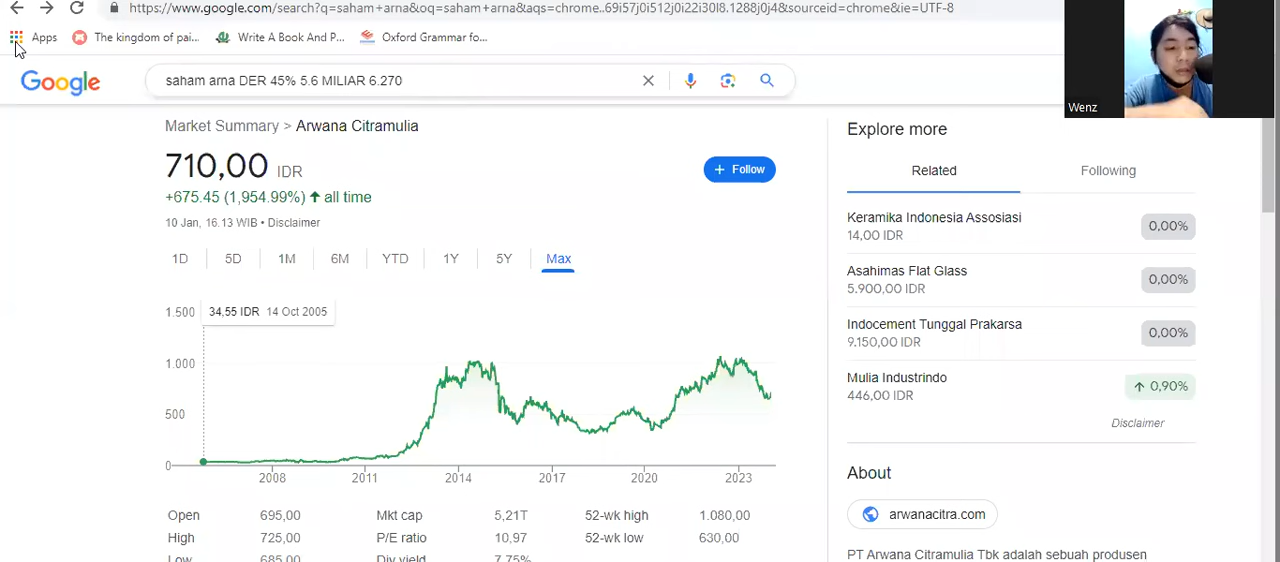 https://www.google.com/search?q=saham+arna&oq=saham+arna&aqs=chrome..69i57j0i512j0i22i30l8.1288j0j4&sourceid=chrome&ie=UTF-8
Apps The kingdom of pai... Write A Book And P... Oxford Grammar fo...
Google
saham arna DER 45% 5.6 MILIAR 6.270
Wenz
Market Summary > Arwana Citramulia
710,00 IDR
+ Follow
+675.45 (1,954.99%) ↑ all time
10 Jan, 16.13 WIB • Disclaimer
1D 5D 1M 6M YTD 1Y 5Y Max
34,55 IDR 14 Oct 2005
1.500
1.000
500
0
2008 2011 2014 2017 2020 2023
Open 695,00 Mkt cap 5,21T 52-wk high 1.080,00
High 725,00 P/E ratio 10,97 52-wk low 630,00
Low 685,00 Div yield 7,75%
Explore more
Related Following
Keramika Indonesia Assosiasi
14,00 IDR
0,00%
Asahimas Flat Glass
5.900,00 IDR
0,00%
Indocement Tunggal Prakarsa
9.150,00 IDR
0,00%
Mulia Industrindo
446,00 IDR
↑ 0,90%
Disclaimer
About
arwanacitra.com
PT Arwana Citramulia Tbk adalah sebuah produsen